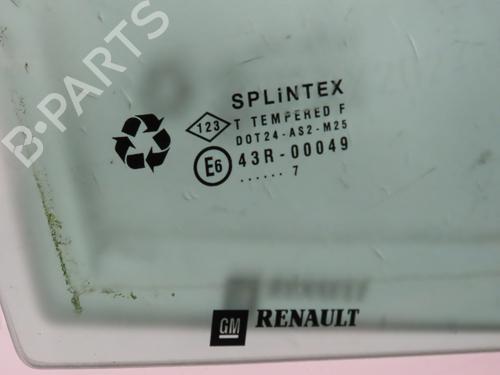 B-PARTS
SPLiNTEX
123 T TEMPERED F
DOT24-AS2-M25
E6 43R-00049
...... 7
GM RENAULT